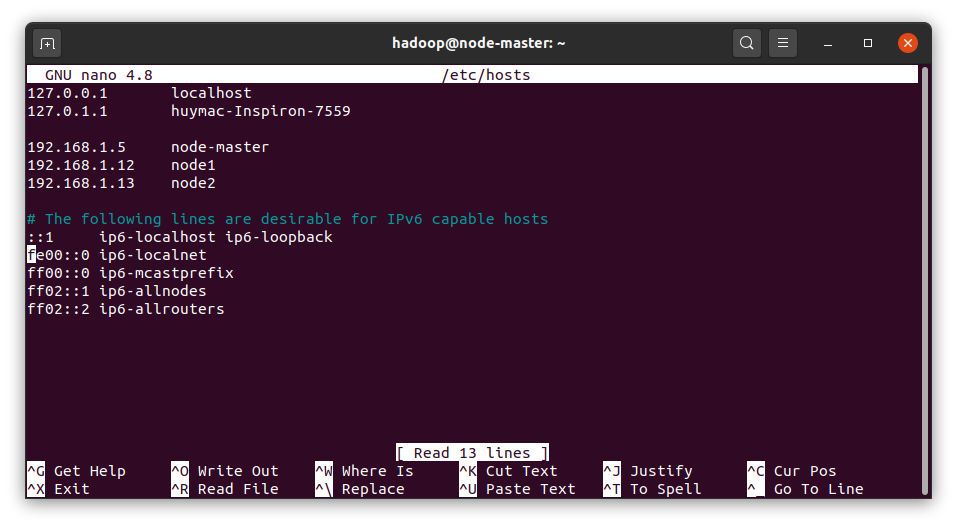 hadoop@node-master: ~
GNU nano 4.8 /etc/hosts
127.0.0.1 localhost
127.0.1.1 huymac-Inspiron-7559
192.168.1.5 node-master
192.168.1.12 node1
192.168.1.13 node2
# The following lines are desirable for IPv6 capable hosts
::1 ip6-localhost ip6-loopback
fe00::0 ip6-localnet
ff00::0 ip6-mcastprefix
ff02::1 ip6-allnodes
ff02::2 ip6-allrouters
[ Read 13 lines ]
^G Get Help ^O Write Out ^W Where Is ^K Cut Text ^J Justify ^C Cur Pos
^X Exit ^R Read File ^\ Replace ^U Paste Text ^T To Spell ^_ Go To Line